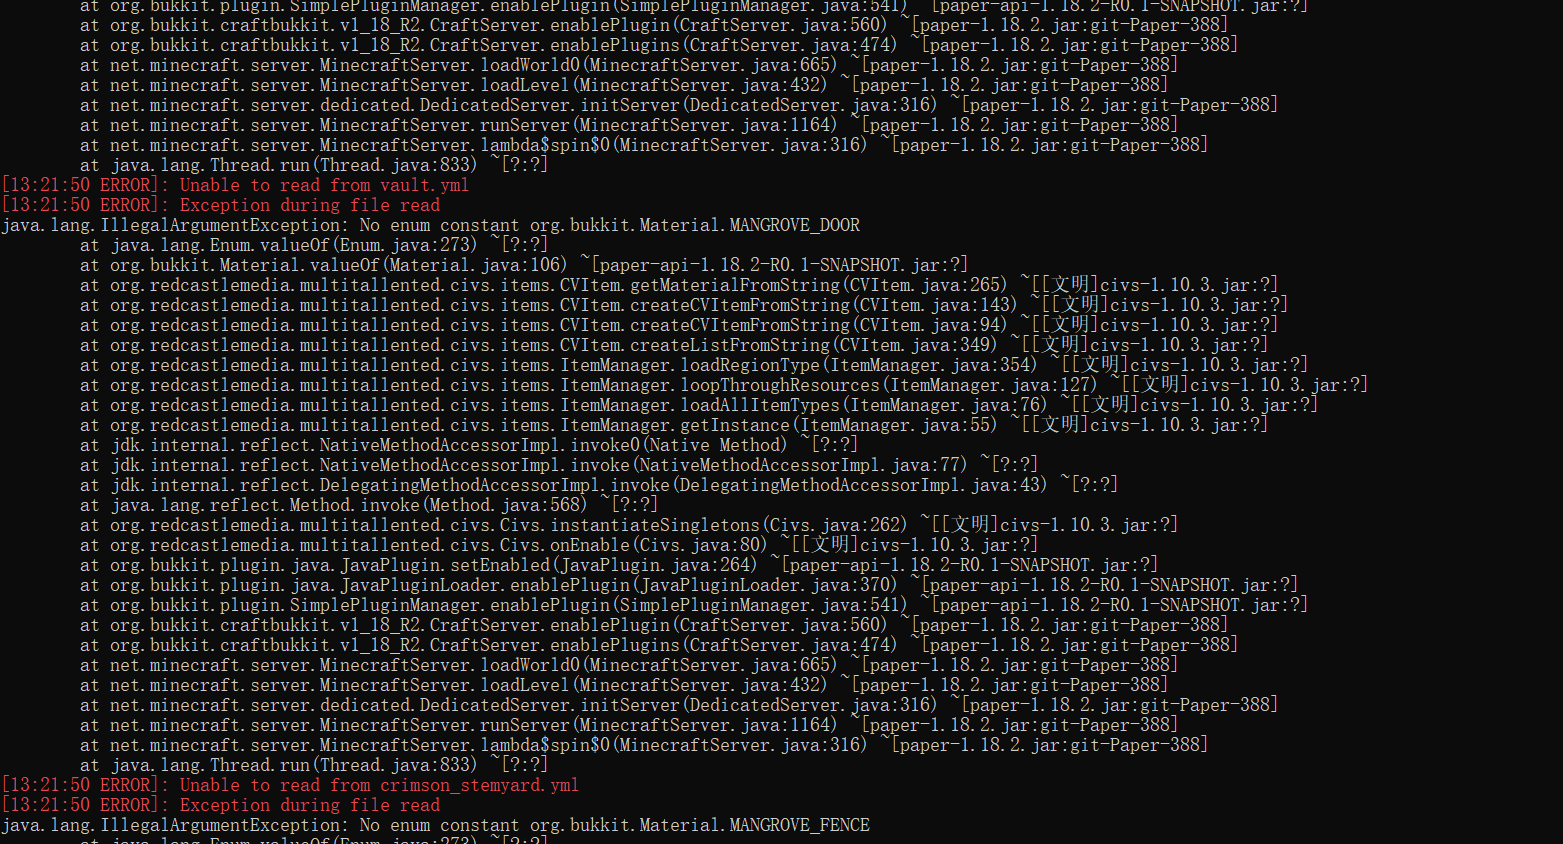 at org.bukkit.plugin.SimplePluginManager.enablePlugin(SimplePluginManager.java:541) ~[paper-api-1.18.2-R0.1-SNAPSHOT.jar:?]
at org.bukkit.craftbukkit.v1_18_R2.CraftServer.enablePlugin(CraftServer.java:560) ~[paper-1.18.2.jar:git-Paper-388]
at org.bukkit.craftbukkit.v1_18_R2.CraftServer.enablePlugins(CraftServer.java:474) ~[paper-1.18.2.jar:git-Paper-388]
at net.minecraft.server.MinecraftServer.loadWorld0(MinecraftServer.java:665) ~[paper-1.18.2.jar:git-Paper-388]
at net.minecraft.server.MinecraftServer.loadLevel(MinecraftServer.java:432) ~[paper-1.18.2.jar:git-Paper-388]
at net.minecraft.server.dedicated.DedicatedServer.initServer(DedicatedServer.java:316) ~[paper-1.18.2.jar:git-Paper-388]
at net.minecraft.server.MinecraftServer.runServer(MinecraftServer.java:1164) ~[paper-1.18.2.jar:git-Paper-388]
at net.minecraft.server.MinecraftServer.lambda$spin$0(MinecraftServer.java:316) ~[paper-1.18.2.jar:git-Paper-388]
at java.lang.Thread.run(Thread.java:833) ~[?:?]
[13:21:50 ERROR]: Unable to read from vault.yml
[13:21:50 ERROR]: Exception during file read
java.lang.IllegalArgumentException: No enum constant org.bukkit.Material.MANGROVE_DOOR
at java.lang.Enum.valueOf(Enum.java:273) ~[?:?]
at org.bukkit.Material.valueOf(Material.java:106) ~[paper-api-1.18.2-R0.1-SNAPSHOT.jar:?]
at org.redcastlemedia.multitallented.civs.items.CVItem.getMaterialFromString(CVItem.java:265) ~[[文明]civs-1.10.3.jar:?]
at org.redcastlemedia.multitallented.civs.items.CVItem.createCVItemFromString(CVItem.java:143) ~[[文明]civs-1.10.3.jar:?]
at org.redcastlemedia.multitallented.civs.items.CVItem.createCVItemFromString(CVItem.java:94) ~[[文明]civs-1.10.3.jar:?]
at org.redcastlemedia.multitallented.civs.items.CVItem.createListFromString(CVItem.java:349) ~[[文明]civs-1.10.3.jar:?]
at org.redcastlemedia.multitallented.civs.items.ItemManager.loadRegionType(ItemManager.java:354) ~[[文明]civs-1.10.3.jar:?]
at org.redcastlemedia.multitallented.civs.items.ItemManager.loopThroughResources(ItemManager.java:127) ~[[文明]civs-1.10.3.jar:?]
at org.redcastlemedia.multitallented.civs.items.ItemManager.loadAllItemTypes(ItemManager.java:76) ~[[文明]civs-1.10.3.jar:?]
at org.redcastlemedia.multitallented.civs.items.ItemManager.getInstance(ItemManager.java:55) ~[[文明]civs-1.10.3.jar:?]
at jdk.internal.reflect.NativeMethodAccessorImpl.invoke0(Native Method) ~[?:?]
at jdk.internal.reflect.NativeMethodAccessorImpl.invoke(NativeMethodAccessorImpl.java:77) ~[?:?]
at jdk.internal.reflect.DelegatingMethodAccessorImpl.invoke(DelegatingMethodAccessorImpl.java:43) ~[?:?]
at java.lang.reflect.Method.invoke(Method.java:568) ~[?:?]
at org.redcastlemedia.multitallented.civs.Civs.instantiateSingletons(Civs.java:262) ~[[文明]civs-1.10.3.jar:?]
at org.redcastlemedia.multitallented.civs.Civs.onEnable(Civs.java:80) ~[[文明]civs-1.10.3.jar:?]
at org.bukkit.plugin.java.JavaPlugin.setEnabled(JavaPlugin.java:264) ~[paper-api-1.18.2-R0.1-SNAPSHOT.jar:?]
at org.bukkit.plugin.java.JavaPluginLoader.enablePlugin(JavaPluginLoader.java:370) ~[paper-api-1.18.2-R0.1-SNAPSHOT.jar:?]
at org.bukkit.plugin.SimplePluginManager.enablePlugin(SimplePluginManager.java:541) ~[paper-api-1.18.2-R0.1-SNAPSHOT.jar:?]
at org.bukkit.craftbukkit.v1_18_R2.CraftServer.enablePlugin(CraftServer.java:560) ~[paper-1.18.2.jar:git-Paper-388]
at org.bukkit.craftbukkit.v1_18_R2.CraftServer.enablePlugins(CraftServer.java:474) ~[paper-1.18.2.jar:git-Paper-388]
at net.minecraft.server.MinecraftServer.loadWorld0(MinecraftServer.java:665) ~[paper-1.18.2.jar:git-Paper-388]
at net.minecraft.server.MinecraftServer.loadLevel(MinecraftServer.java:432) ~[paper-1.18.2.jar:git-Paper-388]
at net.minecraft.server.dedicated.DedicatedServer.initServer(DedicatedServer.java:316) ~[paper-1.18.2.jar:git-Paper-388]
at net.minecraft.server.MinecraftServer.runServer(MinecraftServer.java:1164) ~[paper-1.18.2.jar:git-Paper-388]
at net.minecraft.server.MinecraftServer.lambda$spin$0(MinecraftServer.java:316) ~[paper-1.18.2.jar:git-Paper-388]
at java.lang.Thread.run(Thread.java:833) ~[?:?]
[13:21:50 ERROR]: Unable to read from crimson_stemyard.yml
[13:21:50 ERROR]: Exception during file read
java.lang.IllegalArgumentException: No enum constant org.bukkit.Material.MANGROVE_FENCE
at java.lang.Enum.valueOf(Enum.java:273) ~[?:?]